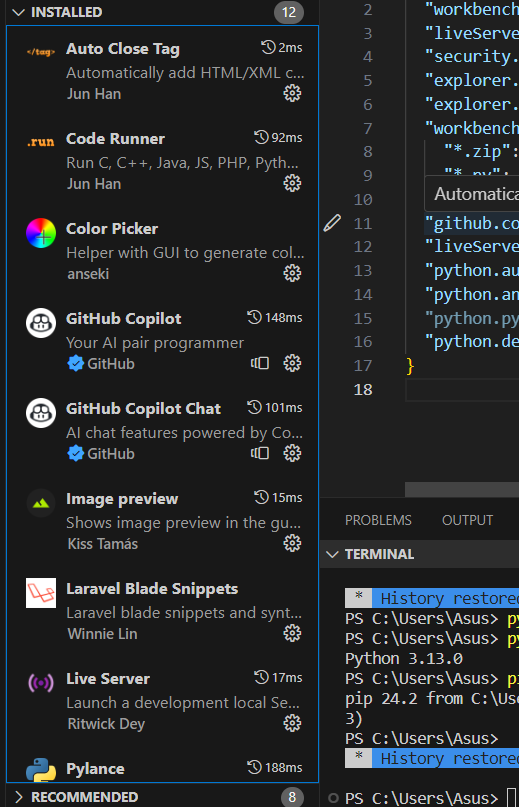 INSTALLED 12
</tag> Auto Close Tag 2ms
Automatically add HTML/XML c...
Jun Han
.run Code Runner 92ms
Run C, C++, Java, JS, PHP, Pyth...
Jun Han
Color Picker
Helper with GUI to generate col...
anseki
GitHub Copilot 148ms
Your AI pair programmer
GitHub
GitHub Copilot Chat 101ms
AI chat features powered by Co...
GitHub
Image preview 15ms
Shows image preview in the gu...
Kiss Tamás
Laravel Blade Snippets
Laravel blade snippets and synt...
Winnie Lin
Live Server 17ms
Launch a development local Se...
Ritwick Dey
Pylance 188ms
RECOMMENDED 8
2 "workbench
3 "liveServe
4 "security.
5 "explorer.
6 "explorer.
7 "workbench
8 "*.zip":
9 "*.py":
Automatica
10
11 "github.co
12 "liveServe
13 "python.au
14 "python.an
15 "python.py
16 "python.de
17 }
18
PROBLEMS OUTPUT
TERMINAL
* History restored
PS C:\Users\Asus> py
PS C:\Users\Asus> py
Python 3.13.0
PS C:\Users\Asus> pi
pip 24.2 from C:\Use
3)
PS C:\Users\Asus>
* History restored
PS C:\Users\Asus>